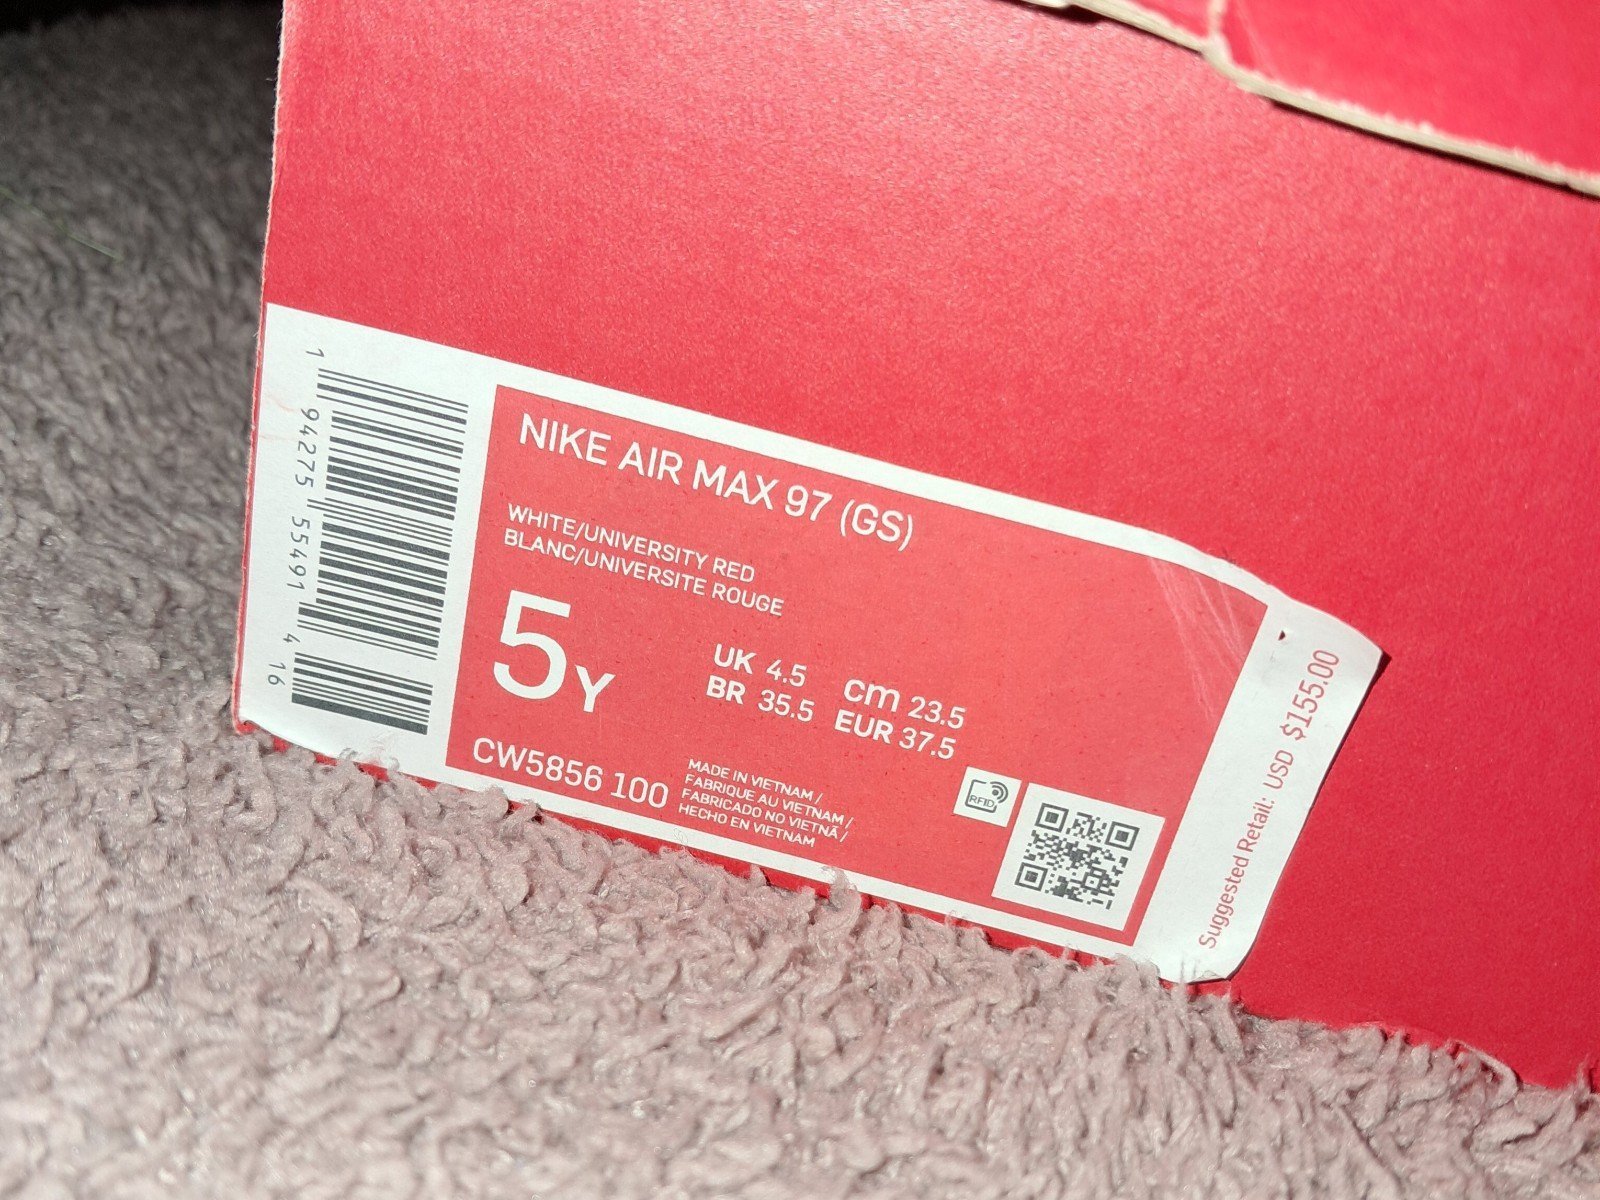 1 94275 55491 4 16
NIKE AIR MAX 97 (GS)
WHITE/UNIVERSITY RED
BLANC/UNIVERSITE ROUGE
5Y
UK 4.5 cm 23.5
BR 35.5 EUR 37.5
CW5856 100
MADE IN VIETNAM /
FABRIQUE AU VIETNAM /
FABRICADO NO VIETNÃ /
HECHO EN VIETNAM
RFID
Suggested Retail: USD $155.00